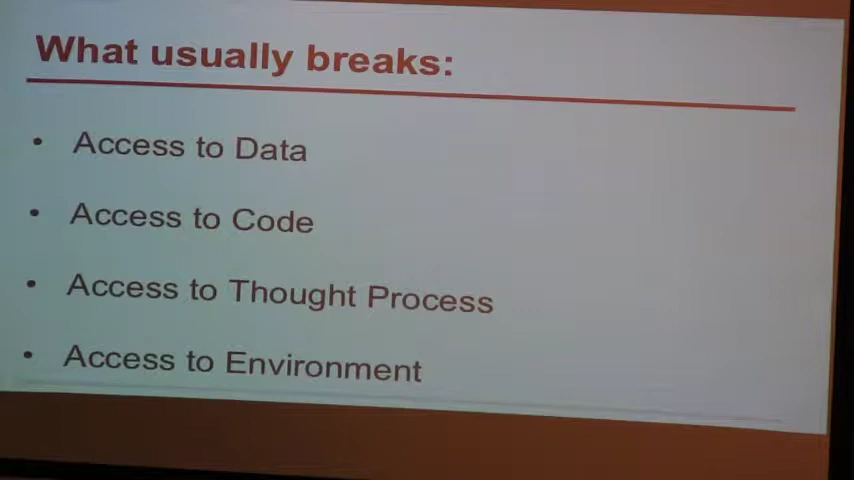 What usually breaks:
• Access to Data
• Access to Code
• Access to Thought Process
• Access to Environment